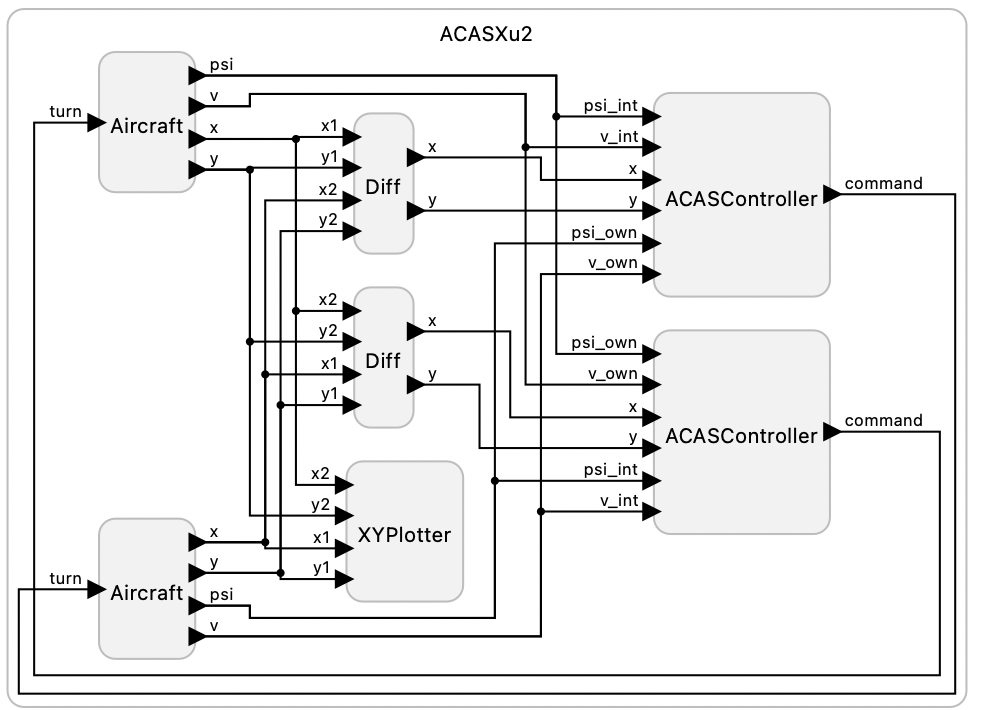 ACASXu2
turn
Aircraft
psi
v
x
y
x1
y1
x2
y2
Diff
x
y
psi_int
v_int
x
y
psi_own
v_own
ACASController
command
x2
y2
x1
y1
Diff
x
y
psi_own
v_own
x
y
psi_int
v_int
ACASController
command
x2
y2
x1
y1
XYPlotter
turn
Aircraft
x
y
psi
v